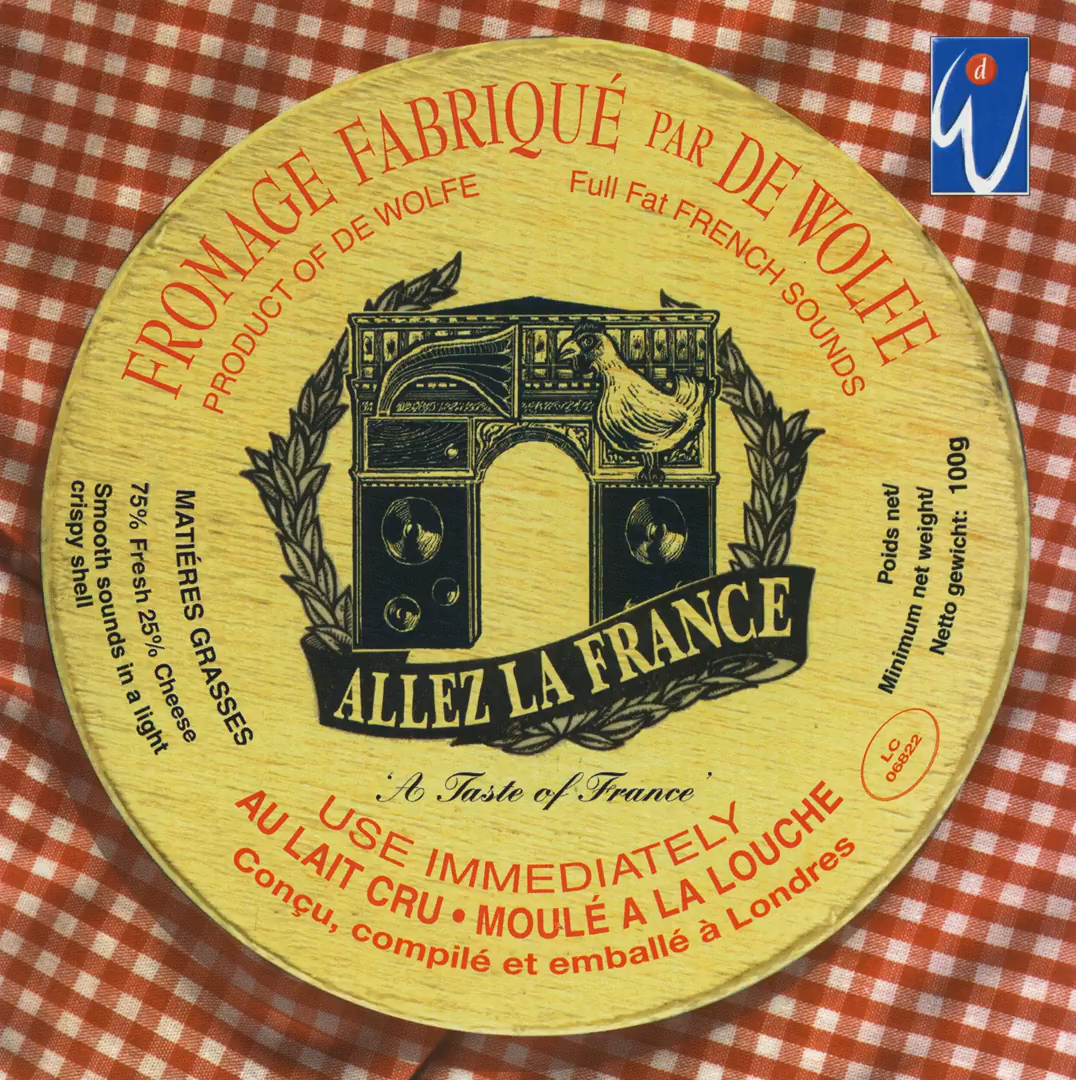 d
FROMAGE FABRIQUÉ PAR DE WOLFE
PRODUCT OF DE WOLFE
Full Fat FRENCH SOUNDS
MATIÉRES GRASSES
75% Fresh 25% Cheese
Smooth sounds in a light
crispy shell
Poids net/
Minimum net weight/
Netto gewicht: 100g
ALLEZ LA FRANCE
'A Taste of France'
LC
06822
USE IMMEDIATELY
AU LAIT CRU • MOULÉ A LA LOUCHE
Conçu, compilé et emballé à Londres